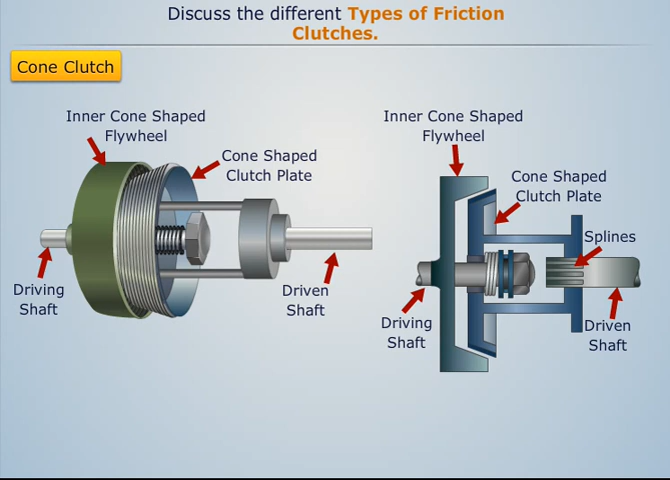 Discuss the different Types of Friction
Clutches.
Cone Clutch
Inner Cone Shaped
Flywheel
Cone Shaped
Clutch Plate
Driving
Shaft
Driven
Shaft
Inner Cone Shaped
Flywheel
Cone Shaped
Clutch Plate
Splines
Driving
Shaft
Driven
Shaft